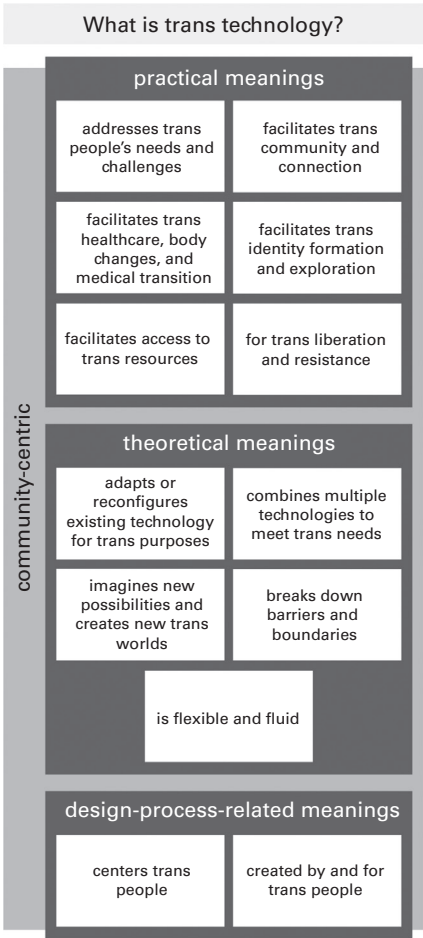 What is trans technology?
community-centric
practical meanings
addresses trans
people's needs and
challenges
facilitates trans
community and
connection
facilitates trans
healthcare, body
changes, and
medical transition
facilitates trans
identity formation
and exploration
facilitates access to
trans resources
for trans liberation
and resistance
theoretical meanings
adapts or
reconfigures
existing technology
for trans purposes
combines multiple
technologies to
meet trans needs
imagines new
possibilities and
creates new trans
worlds
breaks down
barriers and
boundaries
is flexible and fluid
design-process-related meanings
centers trans
people
created by and for
trans people